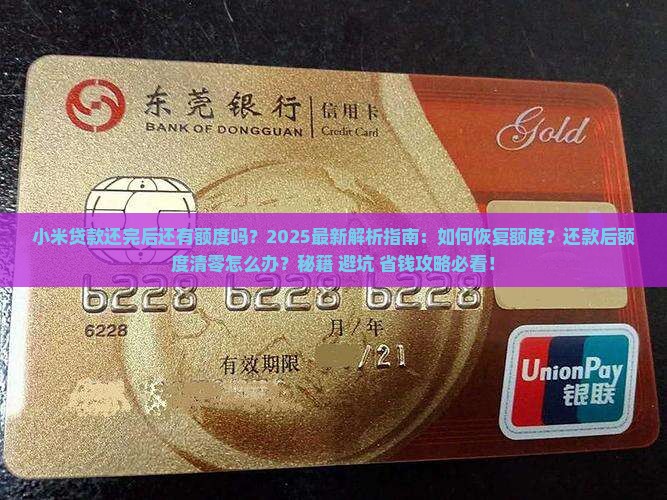 东莞银行 信用卡
BANK OF DONGGUAN Credit Card
Gold
小米贷款还完后还有额度吗？2025最新解析指南：如何恢复额度？还款后额
度清零怎么办？秘籍 避坑 省钱攻略必看！
6228 6228 6228
6228
月/年
有效期限 /21
UnionPay
银联